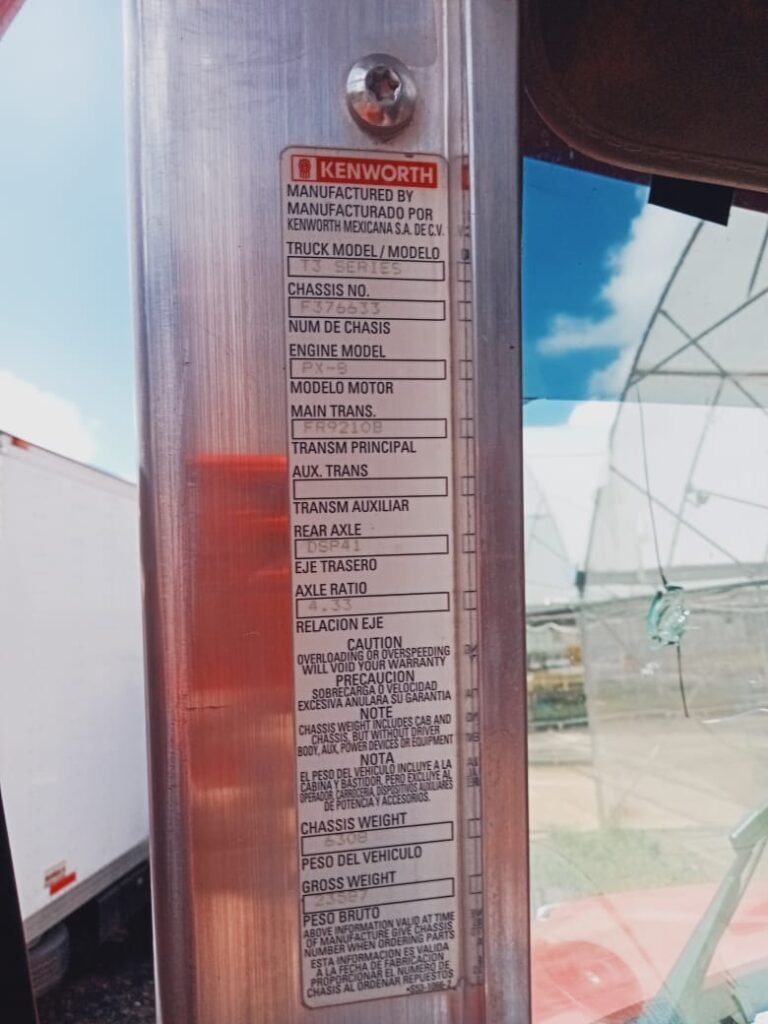 KENWORTH
MANUFACTURED BY
MANUFACTURADO POR
KENWORTH MEXICANA S.A. DE C.V.
TRUCK MODEL / MODELO
T3 SERIES
CHASSIS NO.
F376633
NUM DE CHASIS
ENGINE MODEL
PX-8
MODELO MOTOR
MAIN TRANS.
FR9210B
TRANSM PRINCIPAL
AUX. TRANS
TRANSM AUXILIAR
REAR AXLE
DSP41
EJE TRASERO
AXLE RATIO
4.33
RELACION EJE
CAUTION
OVERLOADING OR OVERSPEEDING
WILL VOID YOUR WARRANTY
PRECAUCION
SOBRECARGA O VELOCIDAD
EXCESIVA ANULARA SU GARANTIA
NOTE
CHASSIS WEIGHT INCLUDES CAB AND
CHASSIS, BUT WITHOUT DRIVER
BODY, AUX, POWER DEVICES OR EQUIPMENT
NOTA
EL PESO DEL VEHICULO INCLUYE A LA
CABINA Y BASTIDOR, PERO EXCLUYE AL
OPERADOR, CARROCERIA, DISPOSITIVOS AUXILIARES
DE POTENCIA Y ACCESORIOS.
CHASSIS WEIGHT
6308
PESO DEL VEHICULO
GROSS WEIGHT
23587
PESO BRUTO
ABOVE INFORMATION VALID AT TIME
OF MANUFACTURE GIVE CHASSIS
NUMBER WHEN ORDERING PARTS
ESTA INFORMACION ES VALIDA
A LA FECHA DE FABRICACION
PROPORCIONAR EL NUMERO DE
CHASIS AL ORDENAR REPUESTOS